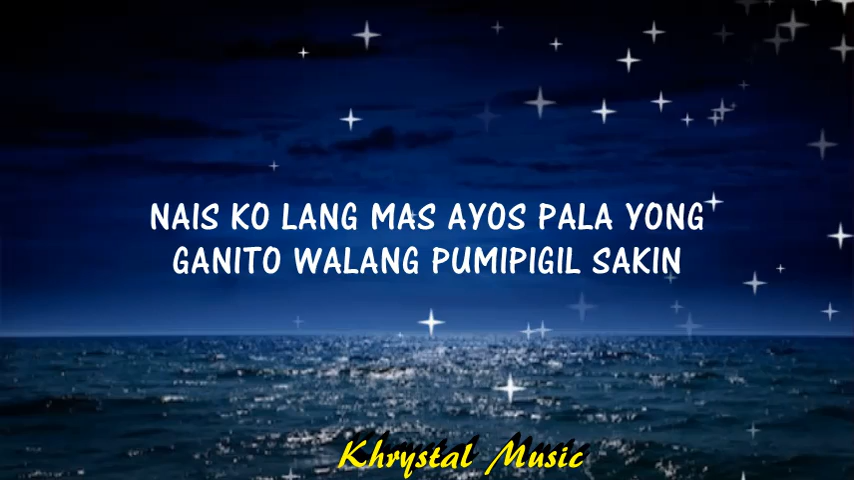 NAIS KO LANG MAS AYOS PALA YONG
GANITO WALANG PUMIPIGIL SAKIN
Khrystal Music